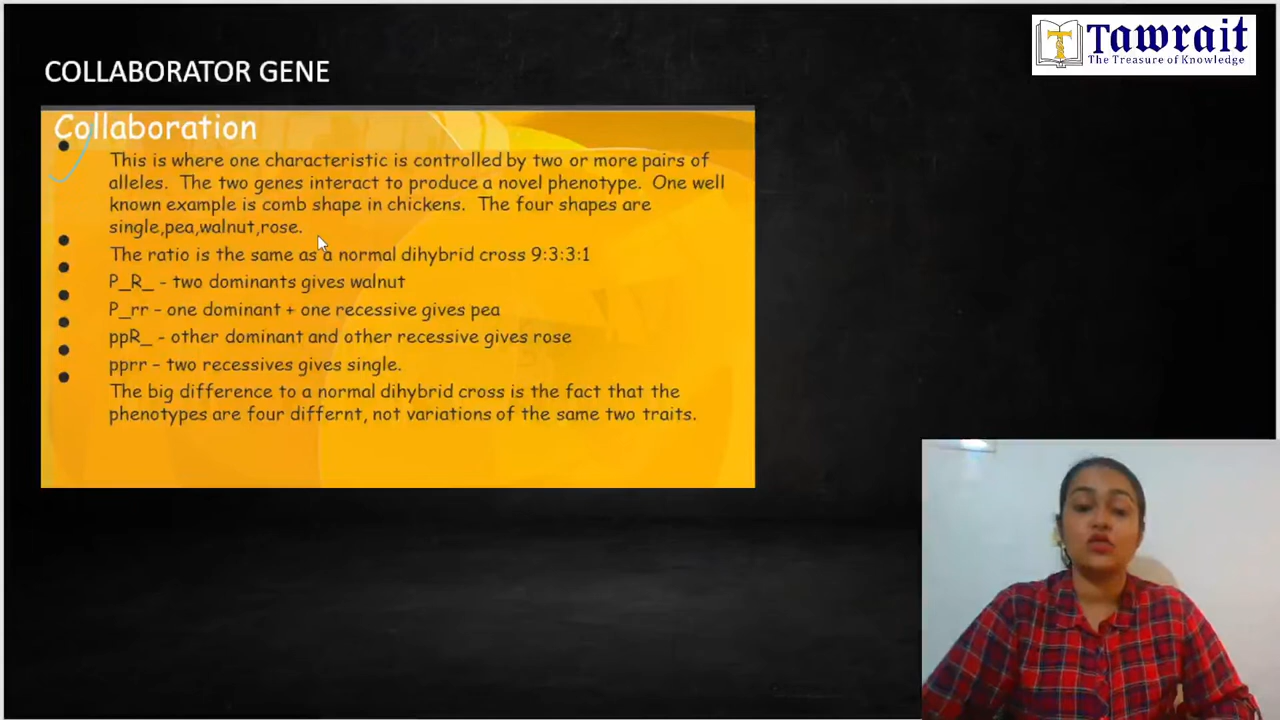 Tawrait
The Treasure of Knowledge
COLLABORATOR GENE
Collaboration
This is where one characteristic is controlled by two or more pairs of
alleles. The two genes interact to produce a novel phenotype. One well
known example is comb shape in chickens. The four shapes are
single,pea,walnut,rose.
The ratio is the same as a normal dihybrid cross 9:3:3:1
P_R_ - two dominants gives walnut
P_rr - one dominant + one recessive gives pea
ppR_ - other dominant and other recessive gives rose
pprr - two recessives gives single.
The big difference to a normal dihybrid cross is the fact that the
phenotypes are four differnt, not variations of the same two traits.